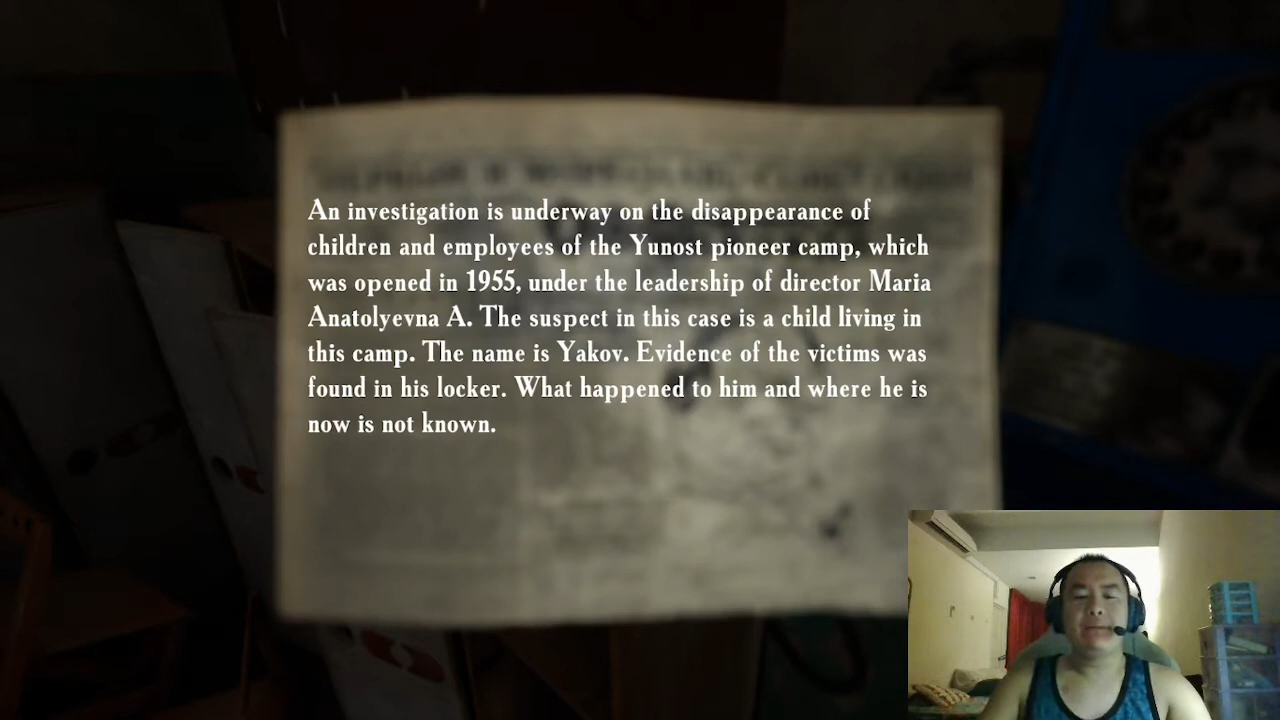 An investigation is underway on the disappearance of
children and employees of the Yunost pioneer camp, which
was opened in 1955, under the leadership of director Maria
Anatolyevna A. The suspect in this case is a child living in
this camp. The name is Yakov. Evidence of the victims was
found in his locker. What happened to him and where he is
now is not known.